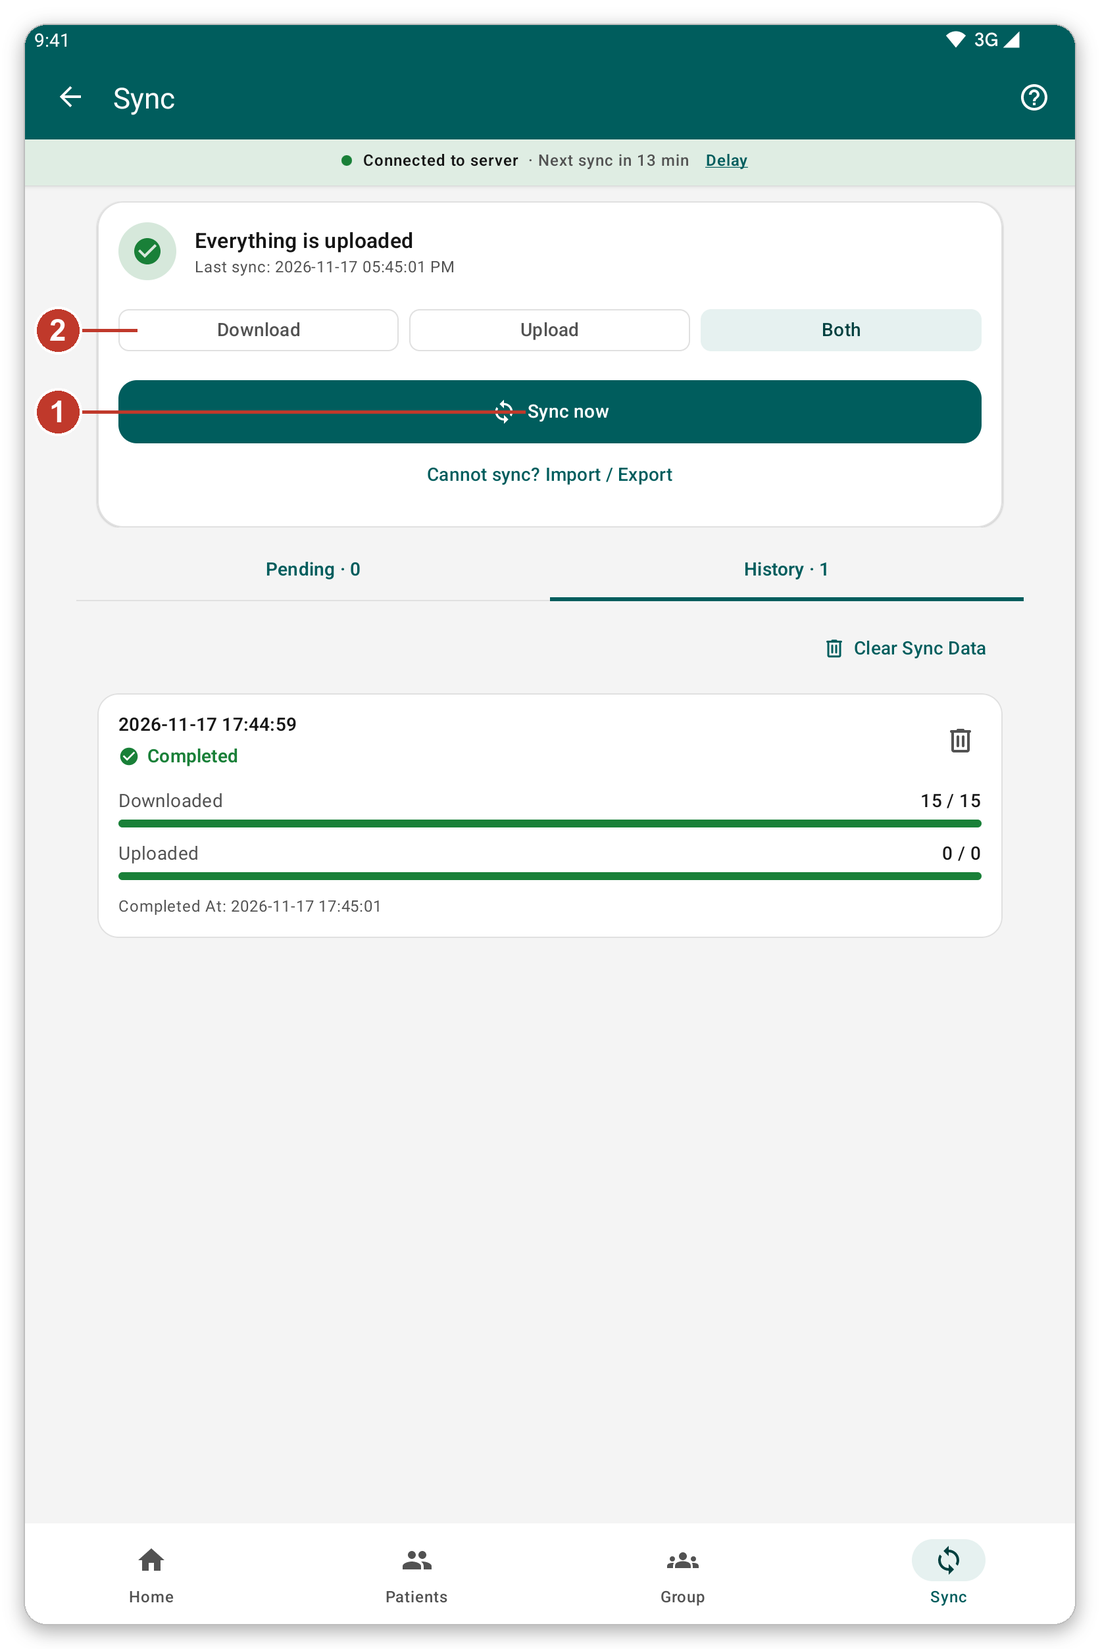 9:41
3G
Sync
Connected to server · Next sync in 13 min Delay
Everything is uploaded
Last sync: 2026-11-17 05:45:01 PM
2
Download
Upload
Both
1
Sync now
Cannot sync? Import / Export
Pending · 0
History · 1
Clear Sync Data
2026-11-17 17:44:59
Completed
Downloaded 15 / 15
Uploaded 0 / 0
Completed At: 2026-11-17 17:45:01
Home
Patients
Group
Sync